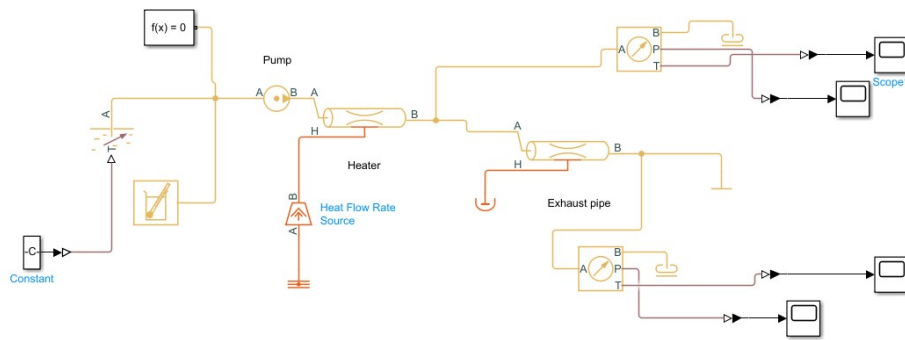 f(x) = 0
Pump
A
A
B
A
B
H
Heater
T
B
A
Heat Flow Rate
Source
-C-
Constant
A
B
P
T
Scope
A
B
H
Exhaust pipe
A
B
P
T